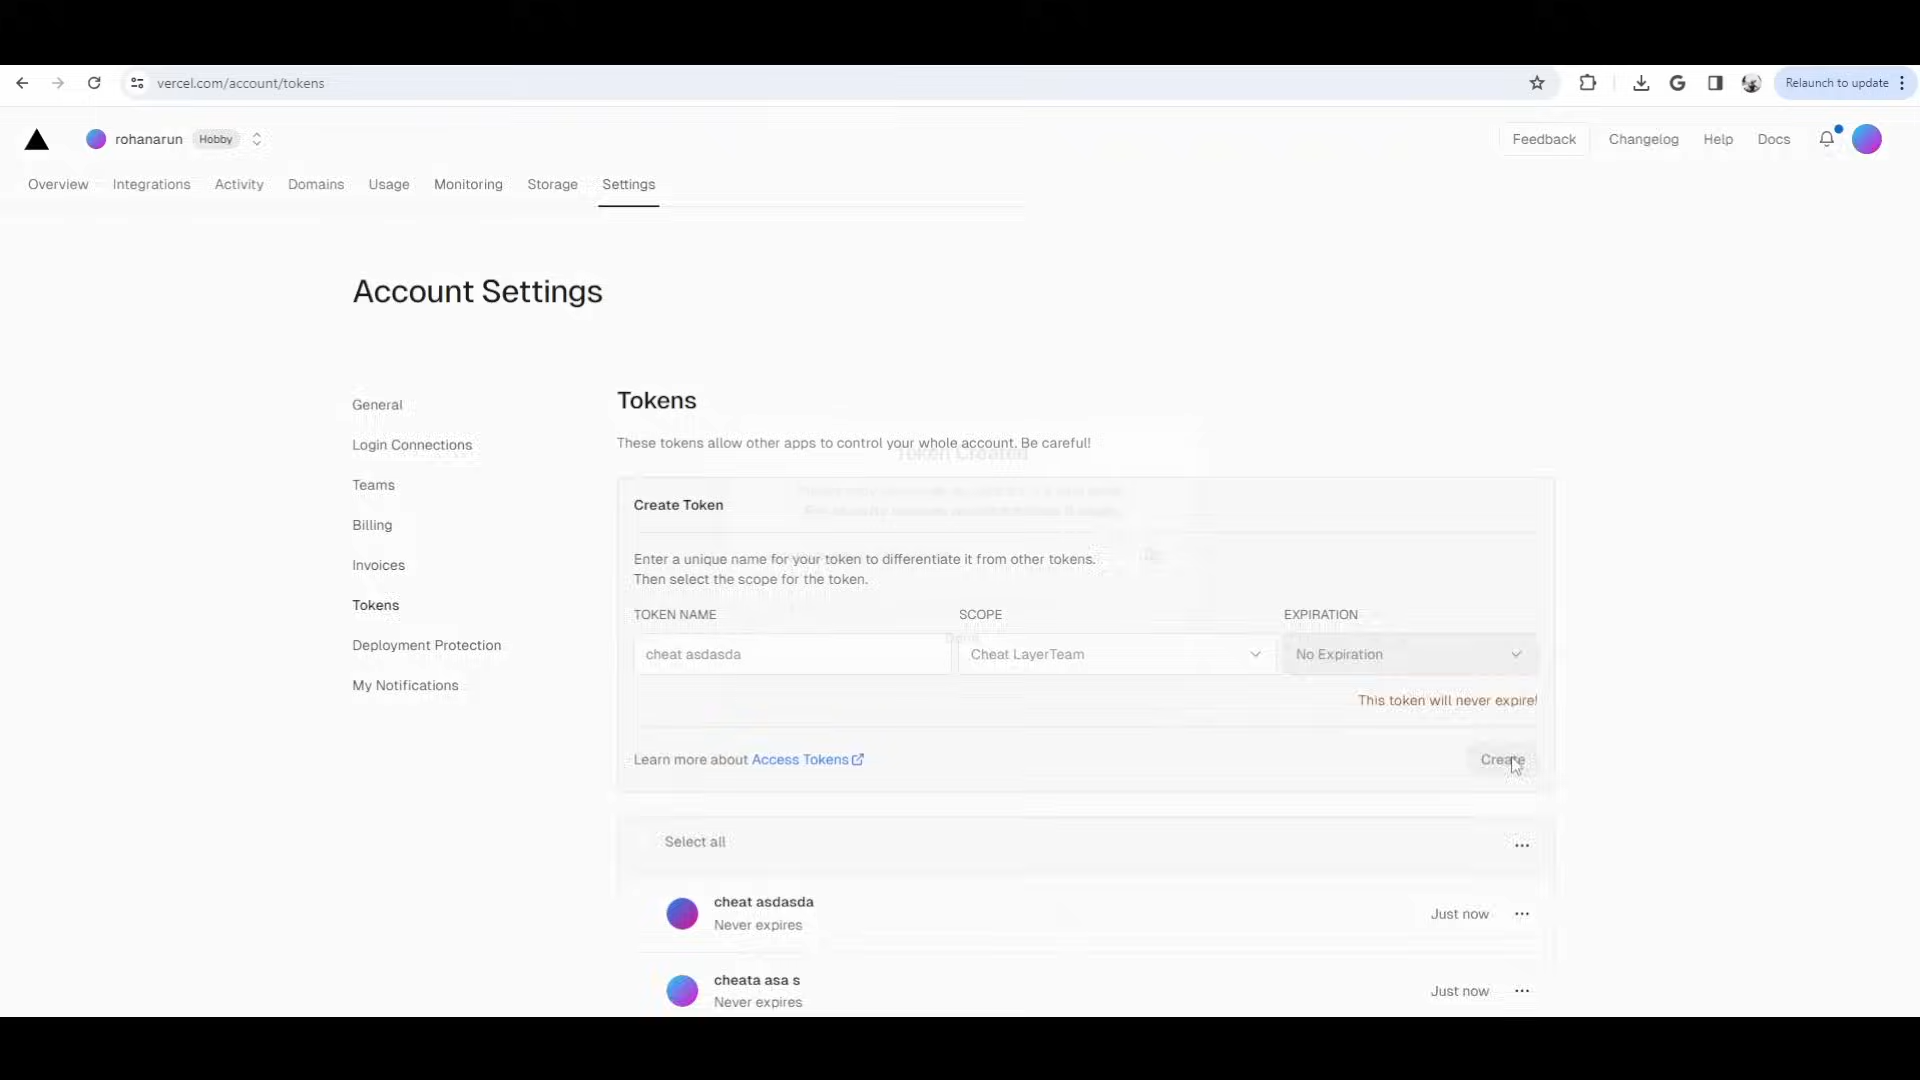 vercel.com/account/tokens
Relaunch to update
rohanarun Hobby
Feedback Changelog Help Docs
Overview Integrations Activity Domains Usage Monitoring Storage Settings
Account Settings
General
Login Connections
Teams
Billing
Invoices
Tokens
Deployment Protection
My Notifications
Tokens
These tokens allow other apps to control your whole account. Be careful!
Token Created
Create Token
Enter a unique name for your token to differentiate it from other tokens.
Then select the scope for the token.
TOKEN NAME SCOPE EXPIRATION
Done
cheat asdasda Cheat LayerTeam No Expiration
This token will never expire!
Learn more about Access Tokens
Create
Select all
cheat asdasda
Never expires
Just now
cheata asa s
Never expires
Just now